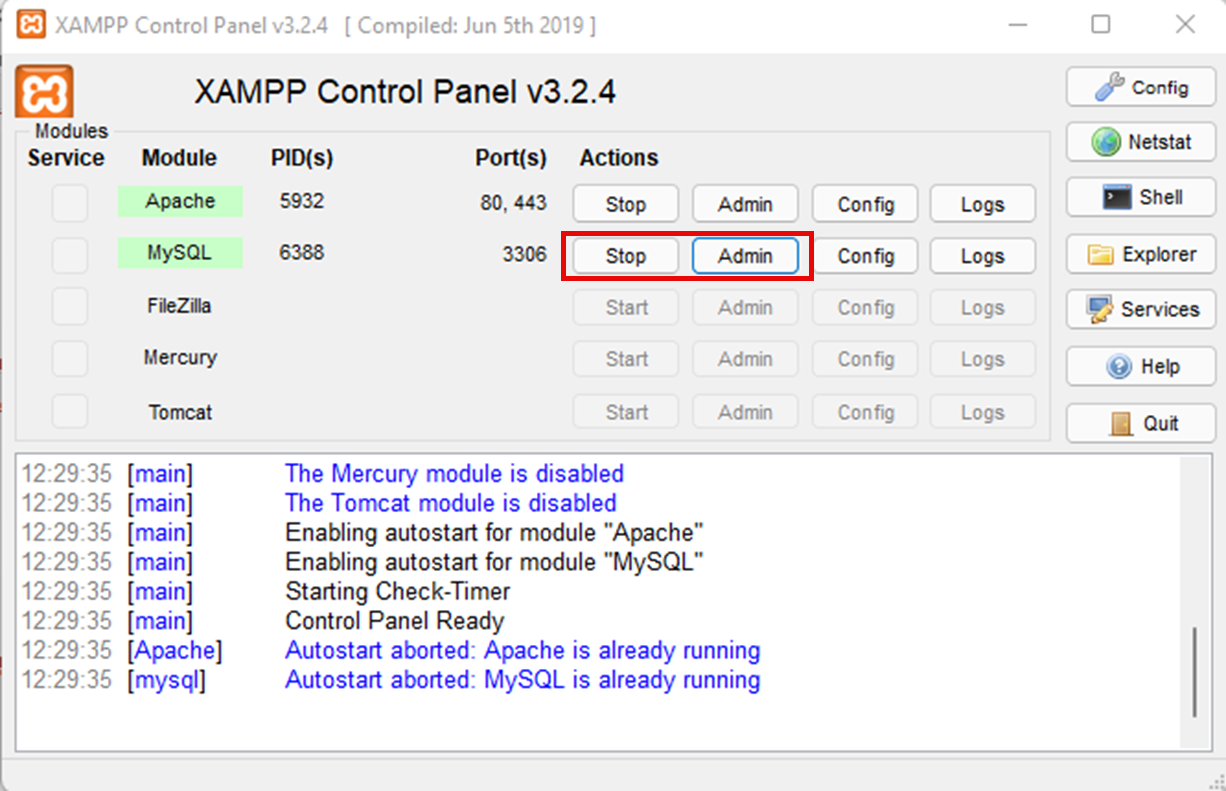 XAMPP Control Panel v3.2.4 [ Compiled: Jun 5th 2019 ]
XAMPP Control Panel v3.2.4
Config
Modules
Netstat
Service Module PID(s) Port(s) Actions
Apache 5932 80, 443 Stop Admin Config Logs
Shell
MySQL 6388 3306 Stop Admin Config Logs
Explorer
FileZilla Start Admin Config Logs
Services
Mercury Start Admin Config Logs
Help
Tomcat Start Admin Config Logs
Quit
12:29:35 [main] The Mercury module is disabled
12:29:35 [main] The Tomcat module is disabled
12:29:35 [main] Enabling autostart for module "Apache"
12:29:35 [main] Enabling autostart for module "MySQL"
12:29:35 [main] Starting Check-Timer
12:29:35 [main] Control Panel Ready
12:29:35 [Apache] Autostart aborted: Apache is already running
12:29:35 [mysql] Autostart aborted: MySQL is already running